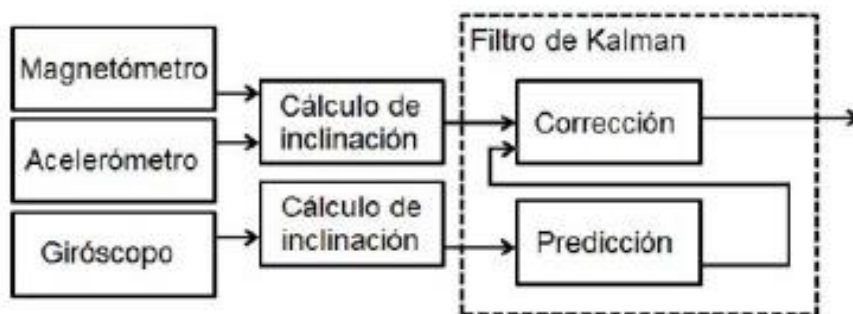 Filtro de Kalman
Magnetómetro
Cálculo de
inclinación
Corrección
Acelerómetro
Cálculo de
inclinación
Giróscopo
Predicción